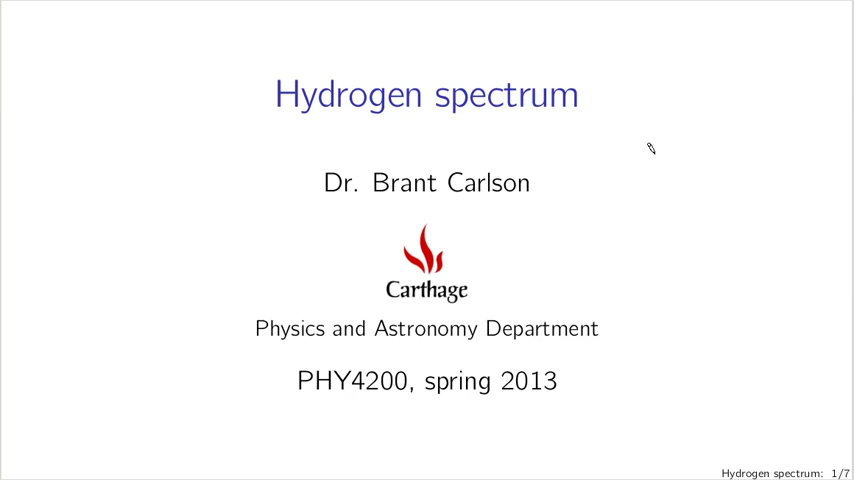 Hydrogen spectrum
Dr. Brant Carlson
Carthage
Physics and Astronomy Department
PHY4200, spring 2013
Hydrogen spectrum: 1/7